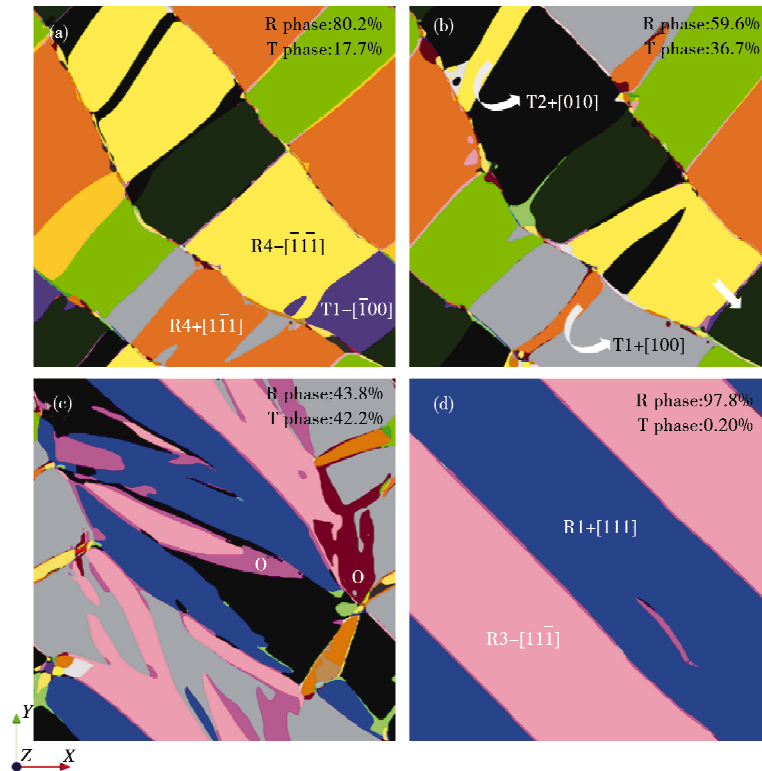 (a)
R phase:80.2%
T phase:17.7%
R4−[1̄11̄]
T1−[1̄00]
R4+[11̄1]
(b)
R phase:59.6%
T phase:36.7%
T2+[010]
T1+[100]
(c)
R phase:43.8%
T phase:42.2%
O
O
(d)
R phase:97.8%
T phase:0.20%
R1+[111]
R3−[111̄]
Y
Z
X